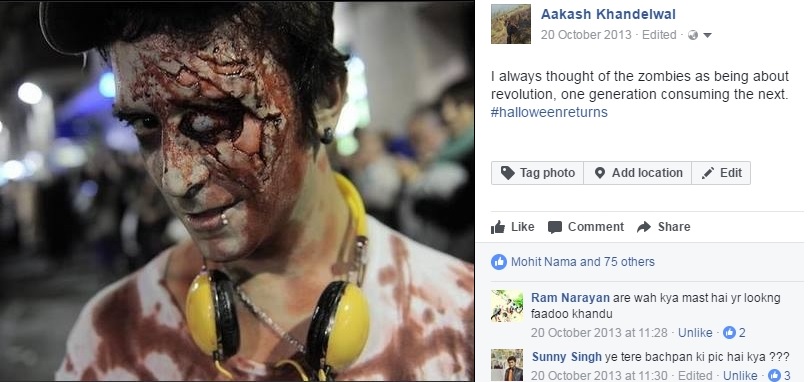 Aakash Khandelwal
20 October 2013 · Edited ·
I always thought of the zombies as being about
revolution, one generation consuming the next.
#halloweenreturns
Tag photo Add location Edit
Like Comment Share
Mohit Nama and 75 others
Ram Narayan are wah kya mast hai yr lookng
faadoo khandu
20 October 2013 at 11:28 · Unlike · 2
Sunny Singh ye tere bachpan ki pic hai kya ???
20 October 2013 at 11:30 · Edited · Unlike · 3